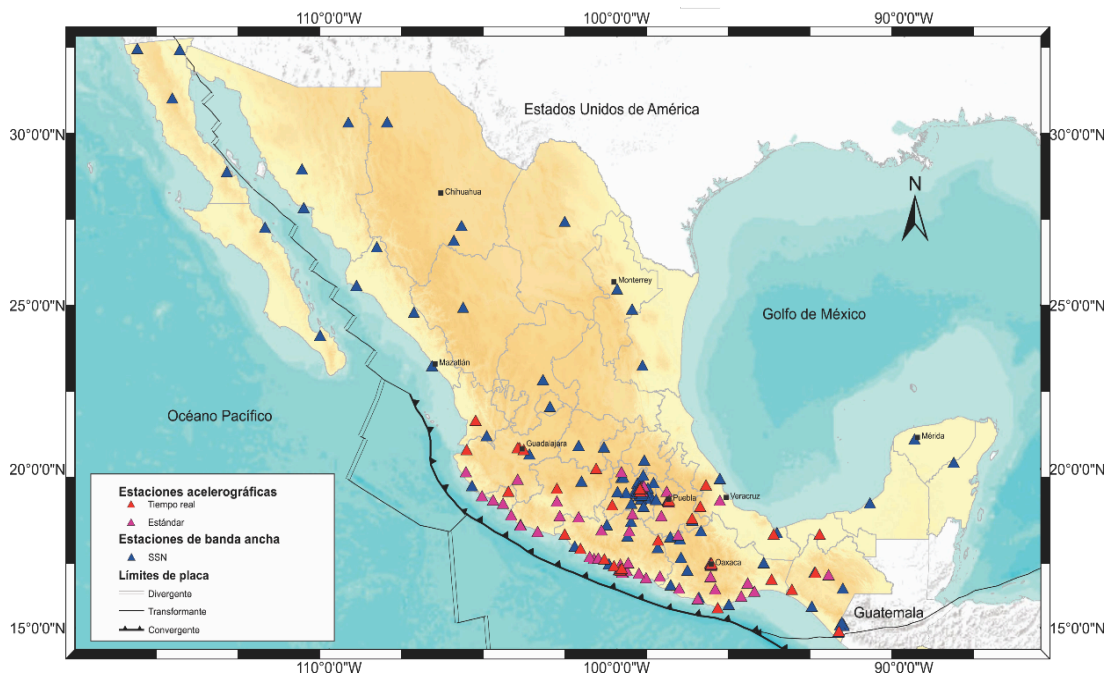 110°0'0"W 100°0'0"W 90°0'0"W
30°0'0"N 30°0'0"N
Estados Unidos de América
N
Chihuahua
Monterrey
25°0'0"N 25°0'0"N
Golfo de México
Mazatlán
Océano Pacífico
Mérida
Guadalajara
20°0'0"N 20°0'0"N
Puebla
Veracruz
Oaxaca
Guatemala
15°0'0"N 15°0'0"N
Estaciones acelerográficas
Tiempo real
Estándar
Estaciones de banda ancha
SSN
Límites de placa
Divergente
Transformante
Convergente
110°0'0"W 100°0'0"W 90°0'0"W